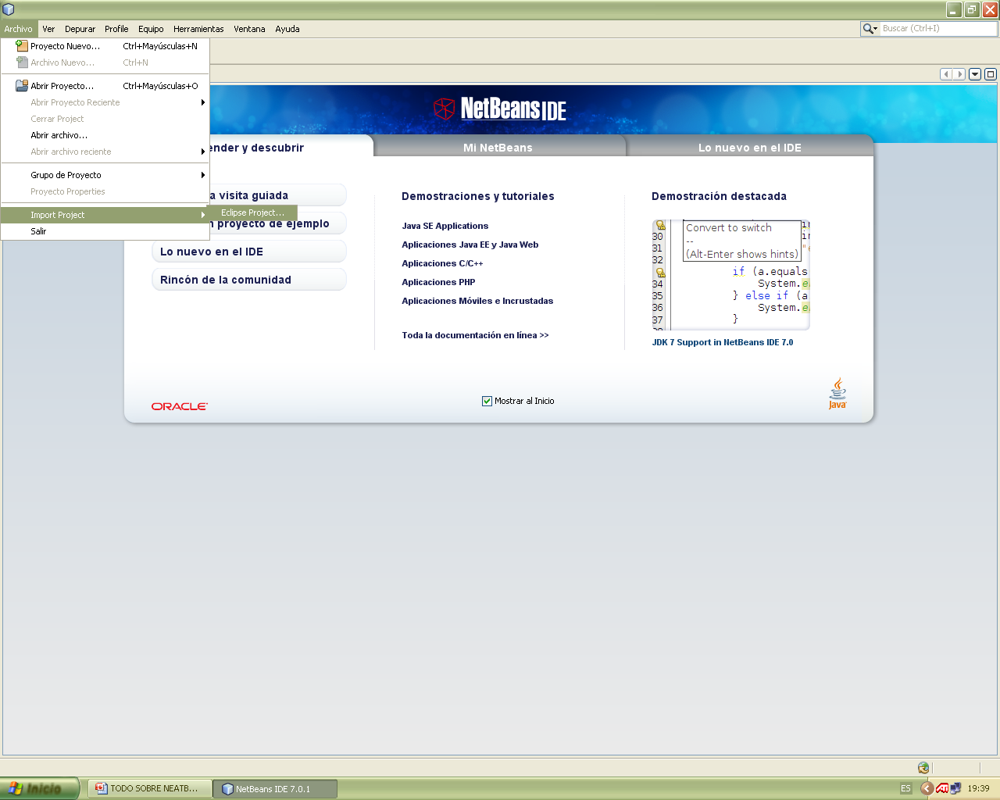 Archivo Ver Depurar Profile Equipo Herramientas Ventana Ayuda
Buscar (Ctrl+I)
Proyecto Nuevo... Ctrl+Mayúsculas+N
Archivo Nuevo... Ctrl+N
Abrir Proyecto... Ctrl+Mayúsculas+O
Abrir Proyecto Reciente
Cerrar Project
Abrir archivo...
Abrir archivo reciente
Grupo de Proyecto
Proyecto Properties
Import Project
Eclipse Project...
Salir
NetBeans IDE
ender y descubrir
Mi NetBeans
Lo nuevo en el IDE
a visita guiada
n proyecto de ejemplo
Lo nuevo en el IDE
Rincón de la comunidad
Demostraciones y tutoriales
Java SE Applications
Aplicaciones Java EE y Java Web
Aplicaciones C/C++
Aplicaciones PHP
Aplicaciones Móviles e Incrustadas
Toda la documentación en línea >>
Demostración destacada
Convert to switch
--
(Alt-Enter shows hints)
in
30 in
31 "e
32
if (a.equals
34 System.e
35 } else if (a
36 System.e
37 }
JDK 7 Support in NetBeans IDE 7.0
ORACLE
Mostrar al Inicio
Java
Inicio
TODO SOBRE NEATB...
NetBeans IDE 7.0.1
ES
19:39